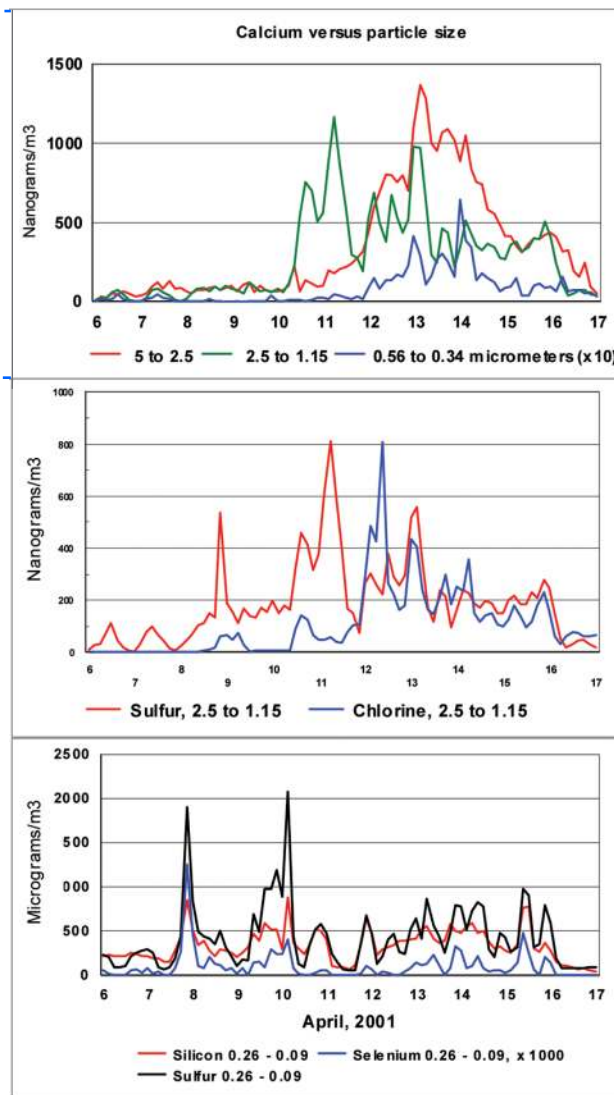 Calcium versus particle size
1500
1000
500
0
Nanograms/m3
6 7 8 9 10 11 12 13 14 15 16 17
5 to 2.5 2.5 to 1.15 0.56 to 0.34 micrometers (x10)
1000
800
600
400
200
0
Nanograms/m3
6 7 8 9 10 11 12 13 14 15 16 17
Sulfur, 2.5 to 1.15 Chlorine, 2.5 to 1.15
2500
2000
500
000
500
0
Micrograms/m3
6 7 8 9 10 11 12 13 14 15 16 17
April, 2001
Silicon 0.26 - 0.09 Selenium 0.26 - 0.09, x 1000
Sulfur 0.26 - 0.09